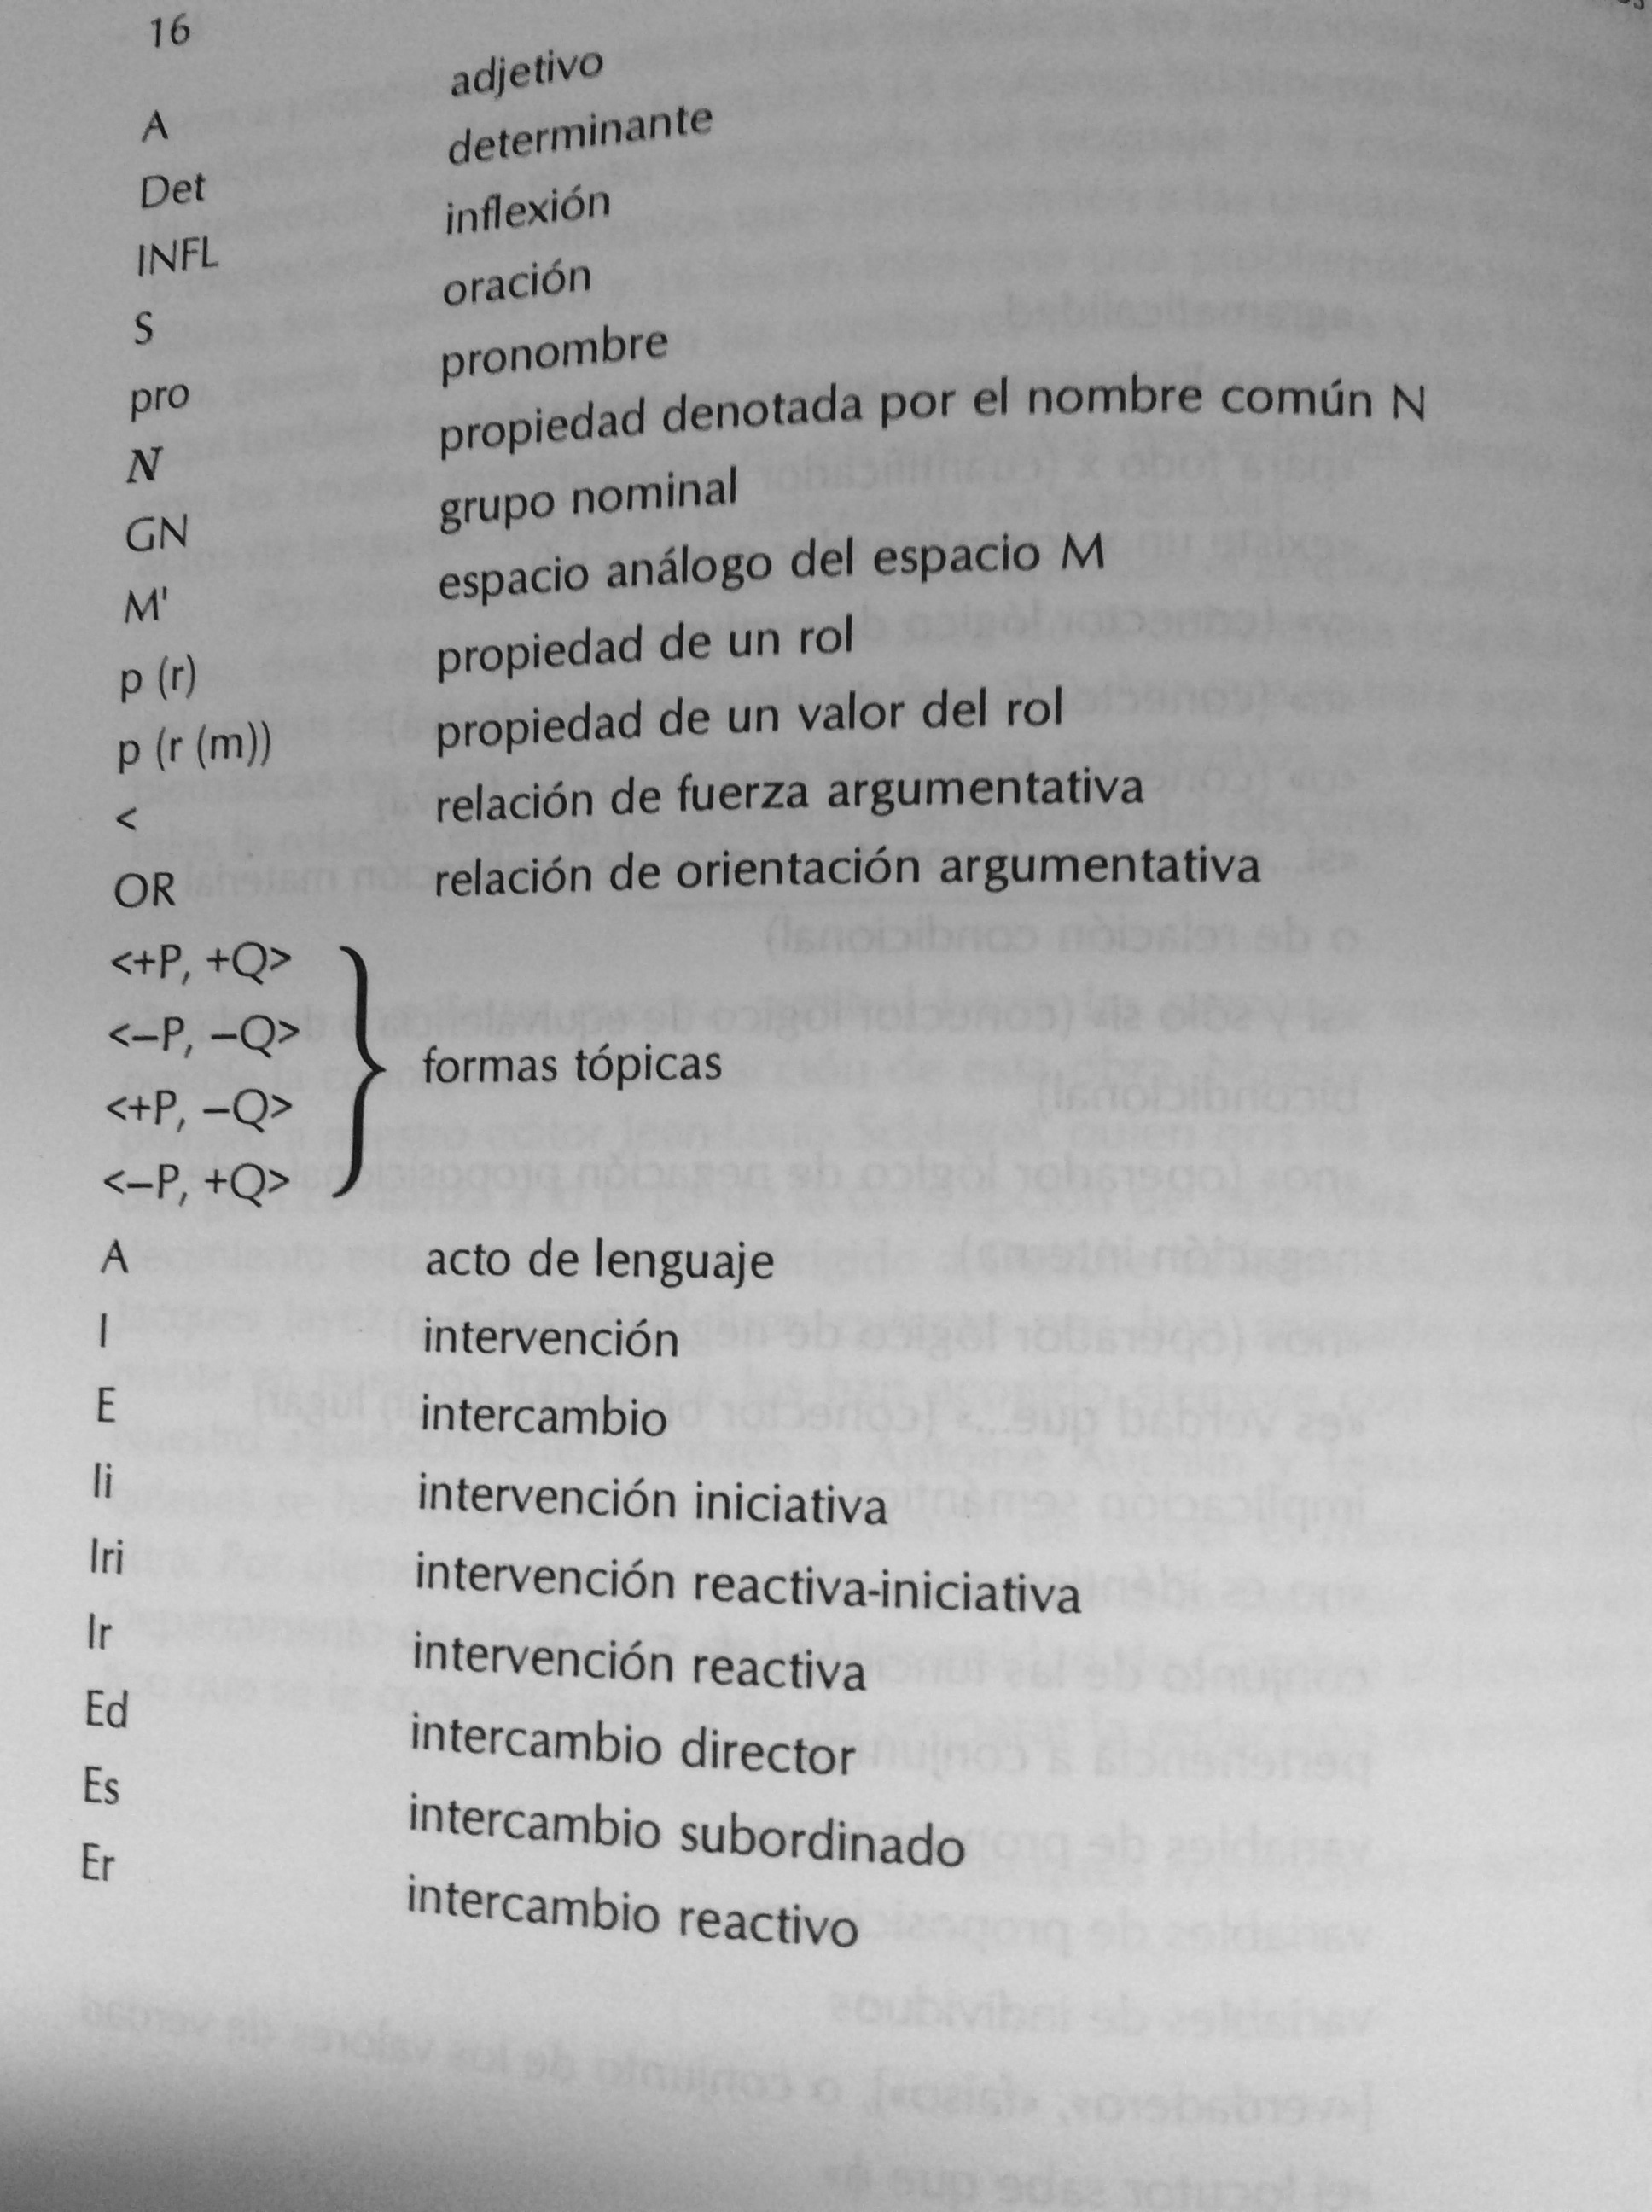 16
A adjetivo
Det determinante
INFL inflexión
S oración
pro pronombre
N propiedad denotada por el nombre común N
GN grupo nominal
M' espacio análogo del espacio M
p (r) propiedad de un rol
p (r (m)) propiedad de un valor del rol
< relación de fuerza argumentativa
OR relación de orientación argumentativa
<+P, +Q>
<–P, –Q>
formas tópicas
<+P, –Q>
<–P, +Q>
A acto de lenguaje
I intervención
E intercambio
Ii intervención iniciativa
Iri intervención reactiva-iniciativa
Ir intervención reactiva
Ed intercambio director
Es intercambio subordinado
Er intercambio reactivo